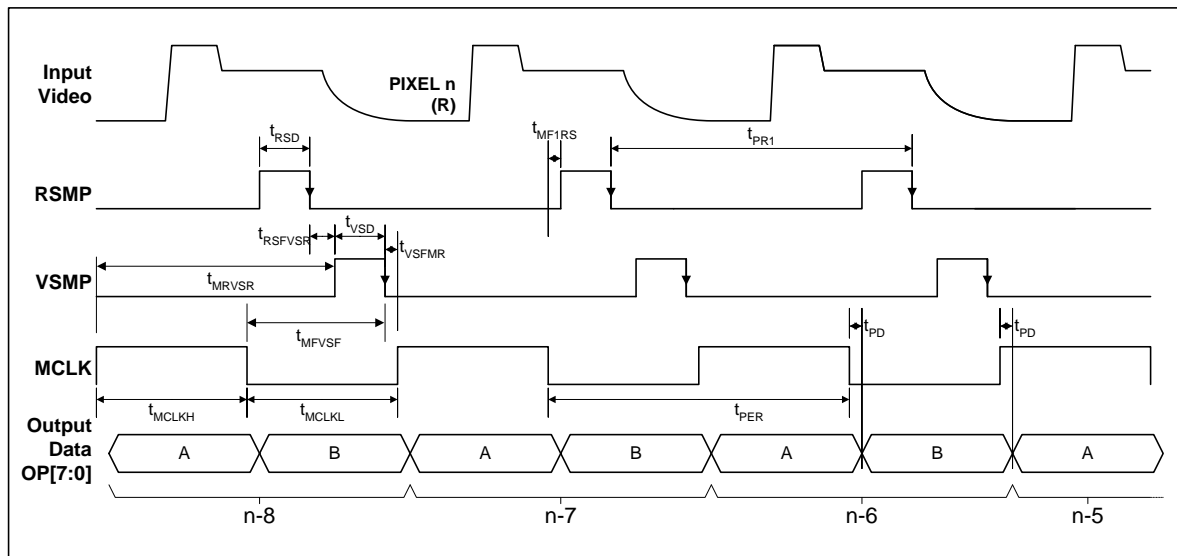 Input
Video
PIXEL n
(R)
tRSD
tMF1RS
tPR1
RSMP
tRSFVSR
tVSD
tVSFMR
VSMP
tMRVSR
tMFVSF
tPD
tPD
MCLK
tMCLKH
tMCLKL
tPER
Output
Data
OP[7:0]
A
B
A
B
A
B
A
n-8
n-7
n-6
n-5